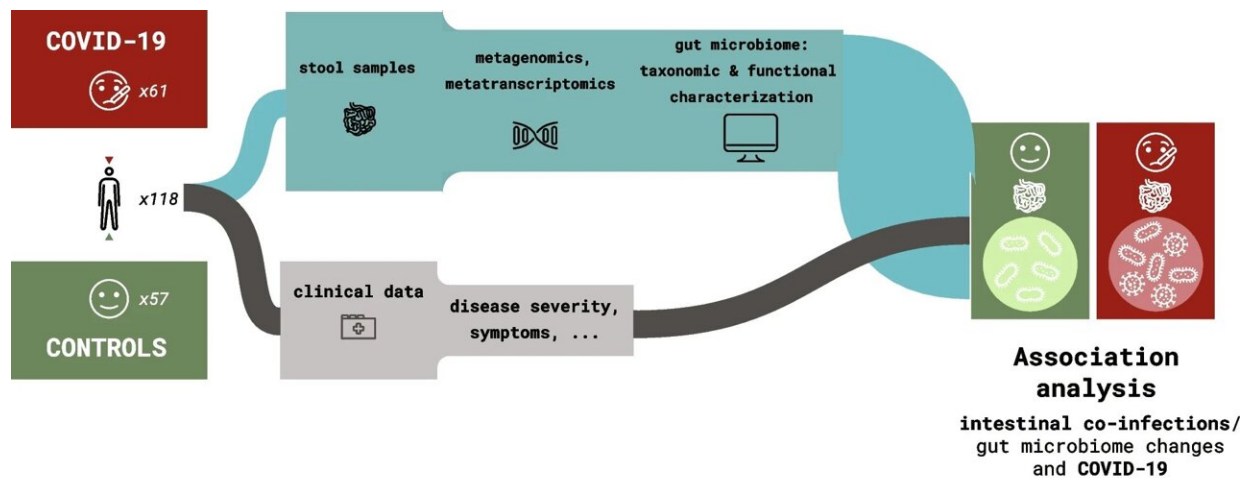 COVID-19
x61
x118
x57
CONTROLS
stool samples
metagenomics,
metatranscriptomics
gut microbiome:
taxonomic & functional
characterization
clinical data
disease severity,
symptoms, ...
Association
analysis
intestinal co-infections/
gut microbiome changes
and COVID-19